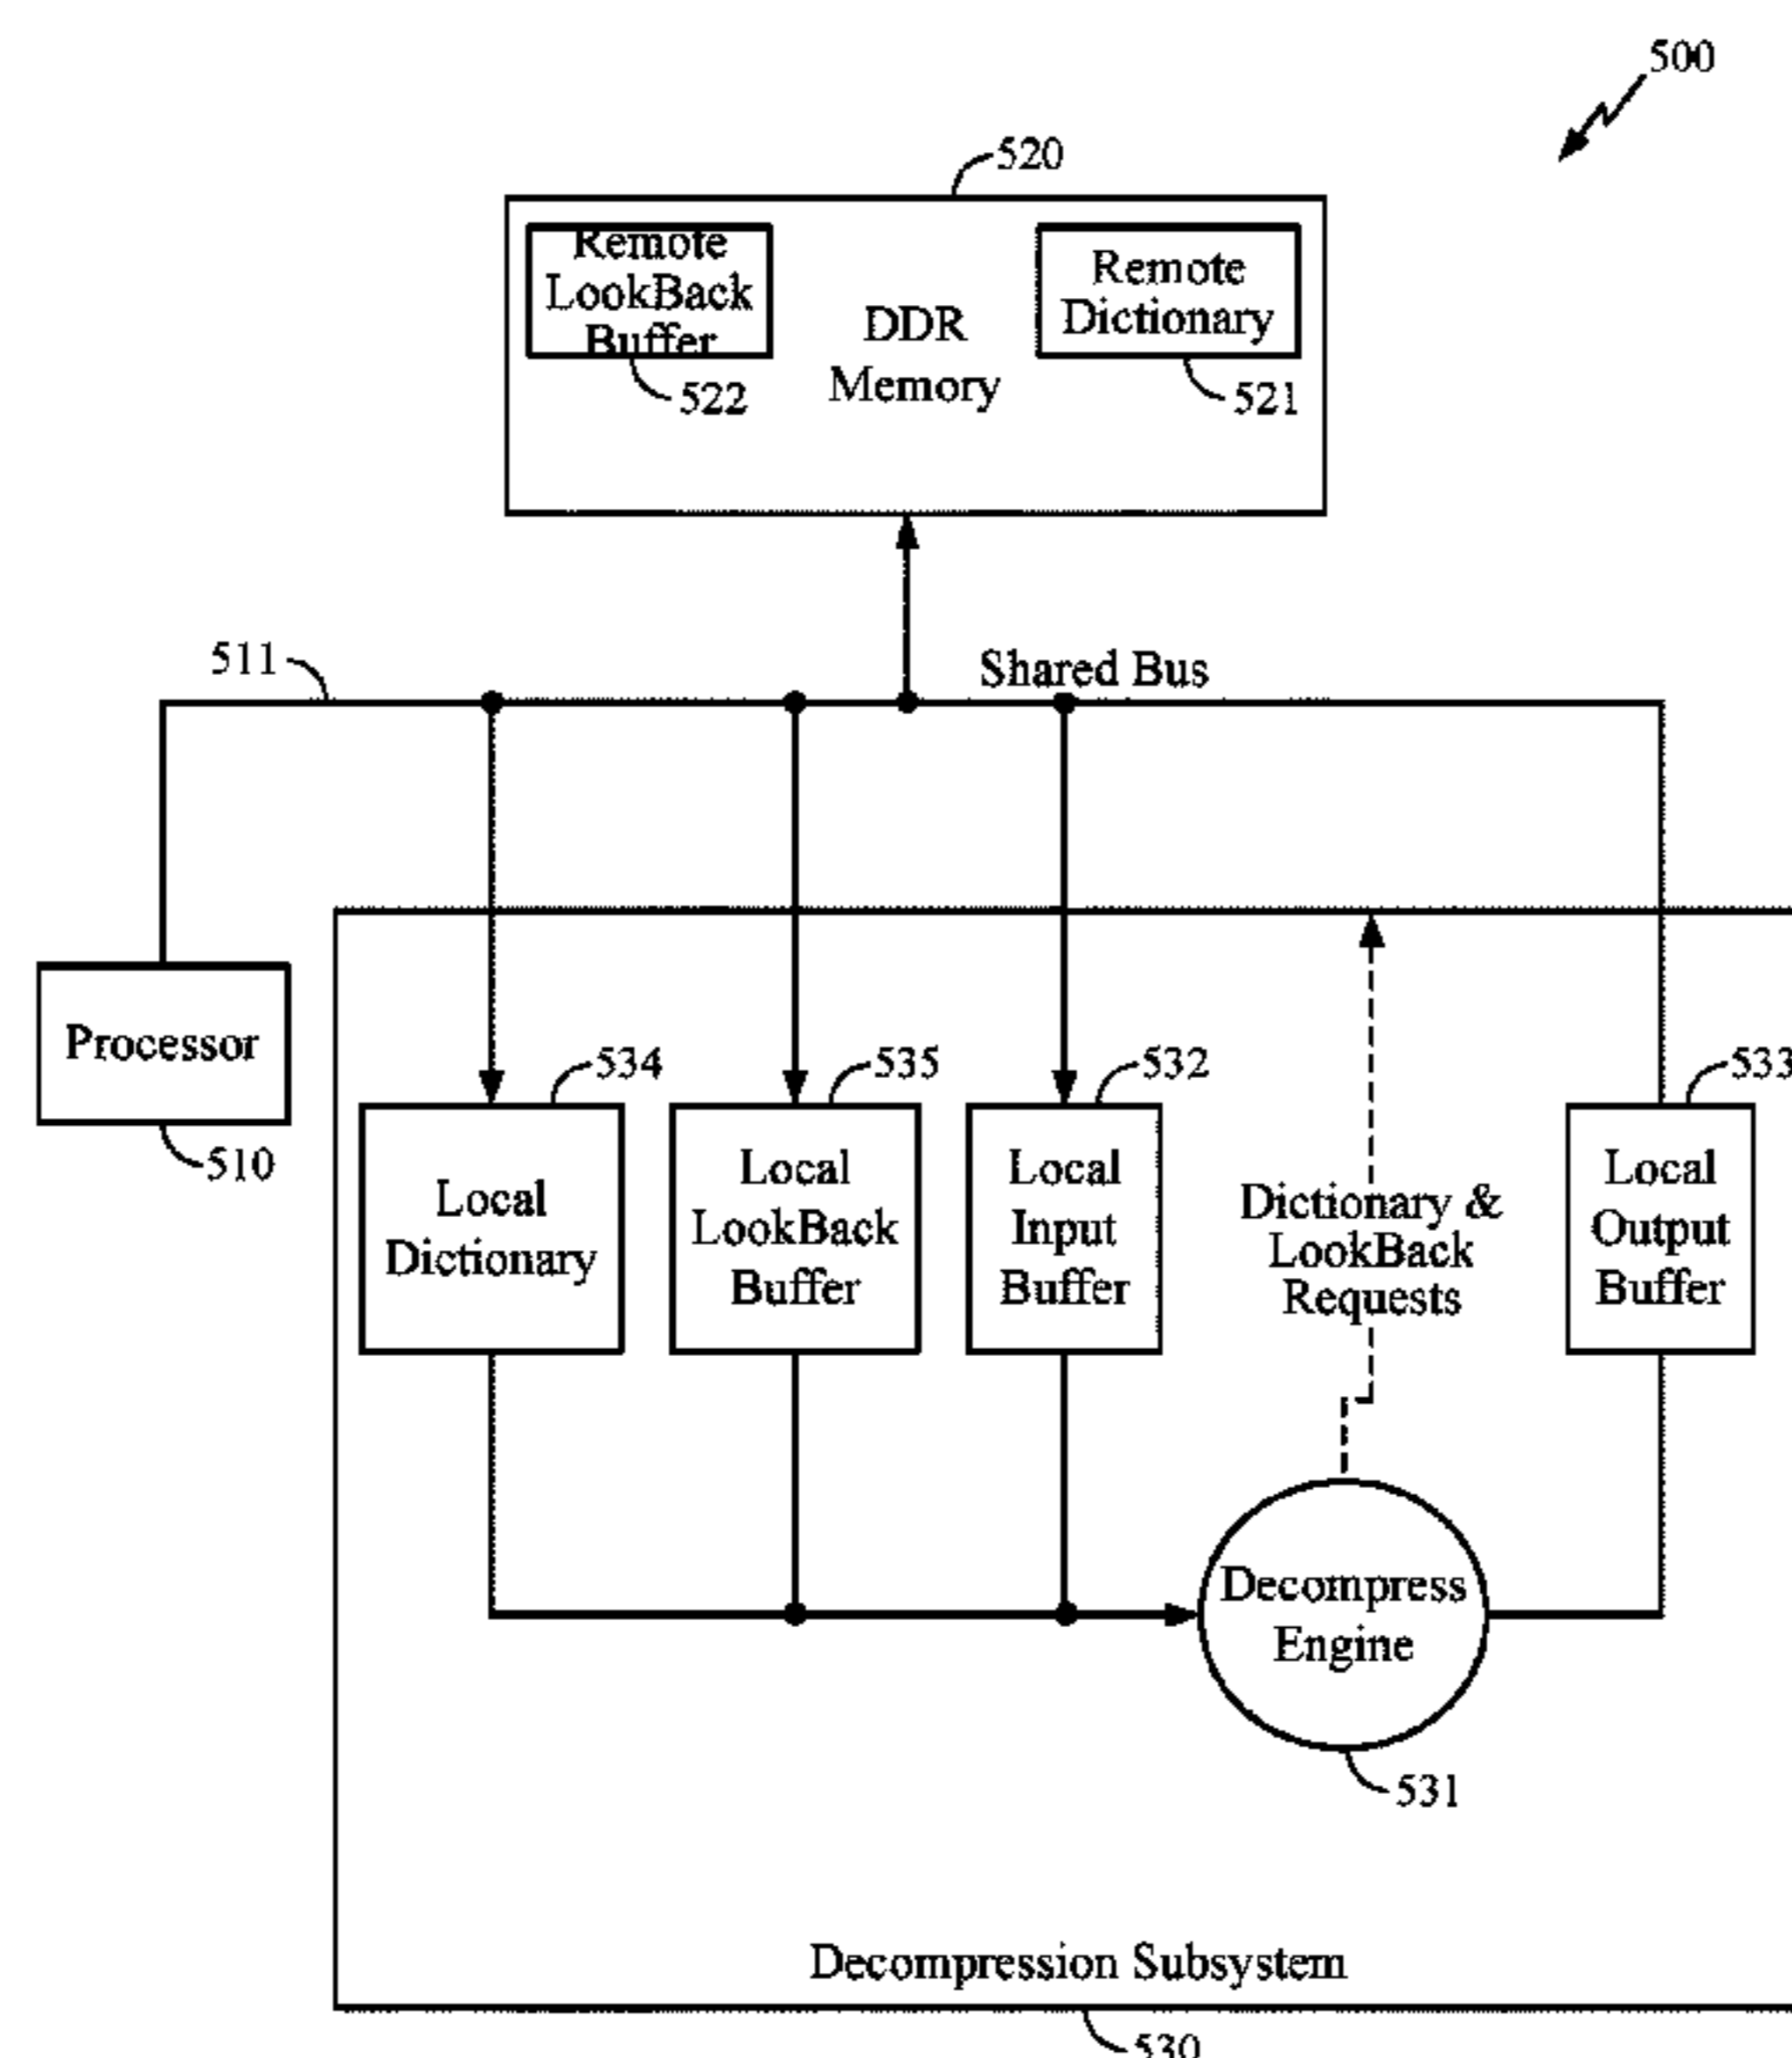 500
520
Remote
LookBack
Buffer
522
DDR
Memory
Remote
Dictionary
521
511
Shared Bus
Processor
510
534
Local
Dictionary
535
Local
LookBack
Buffer
532
Local
Input
Buffer
Dictionary &
LookBack
Requests
533
Local
Output
Buffer
Decompress
Engine
531
Decompression Subsystem
530